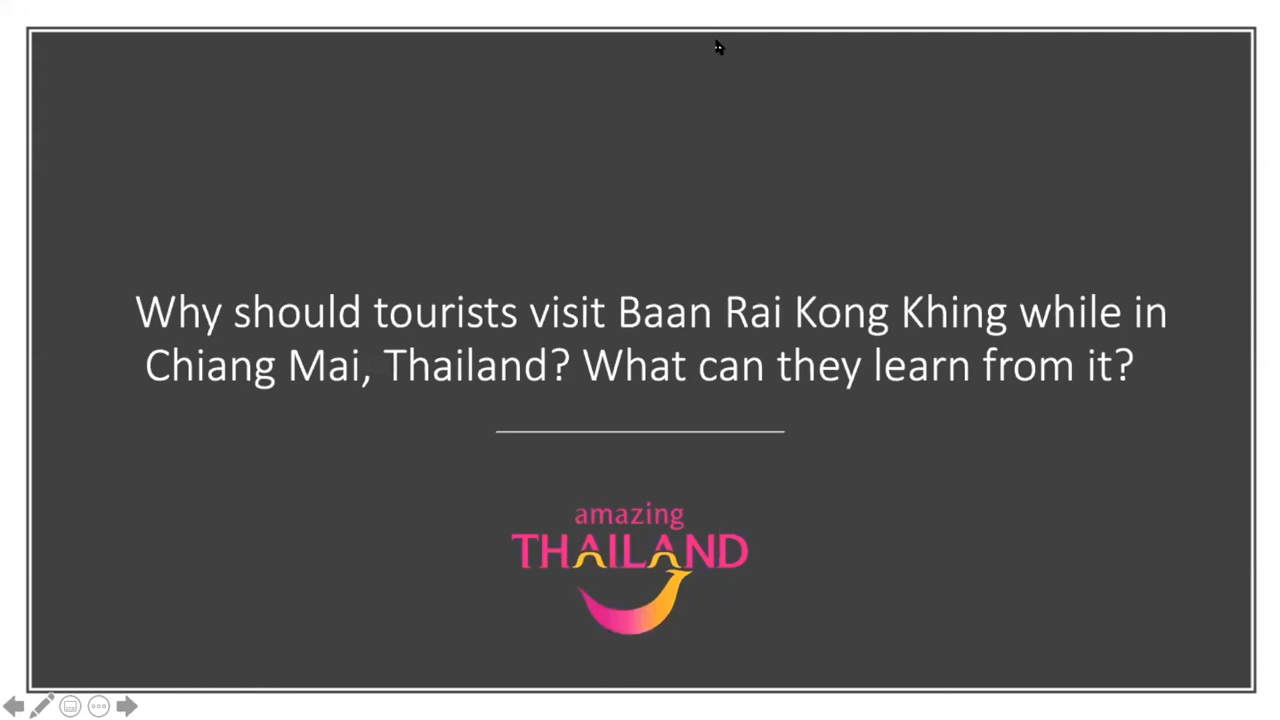 Why should tourists visit Baan Rai Kong Khing while in
Chiang Mai, Thailand? What can they learn from it?
amazing
THAILAND